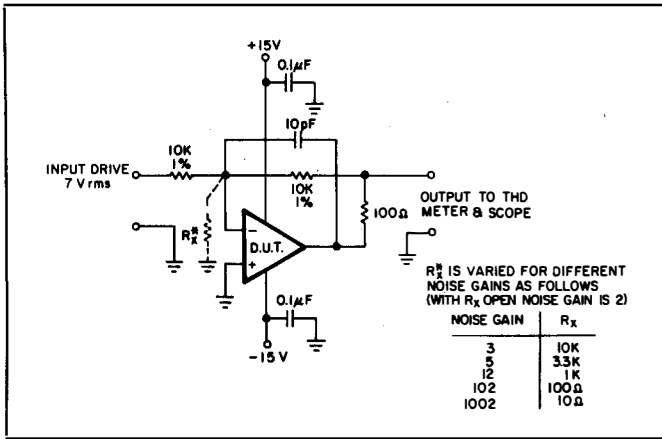 +15V
0.1µF
10pF
10K
1%
INPUT DRIVE
7 V rms
10K
1%
OUTPUT TO THD
METER & SCOPE
100Ω
R*X
−
D.U.T.
+
0.1µF
−15V
R*X IS VARIED FOR DIFFERENT
NOISE GAINS AS FOLLOWS
(WITH RX OPEN NOISE GAIN IS 2)
NOISE GAIN RX
3 10K
5 3.3K
12 1K
102 100Ω
1002 10Ω